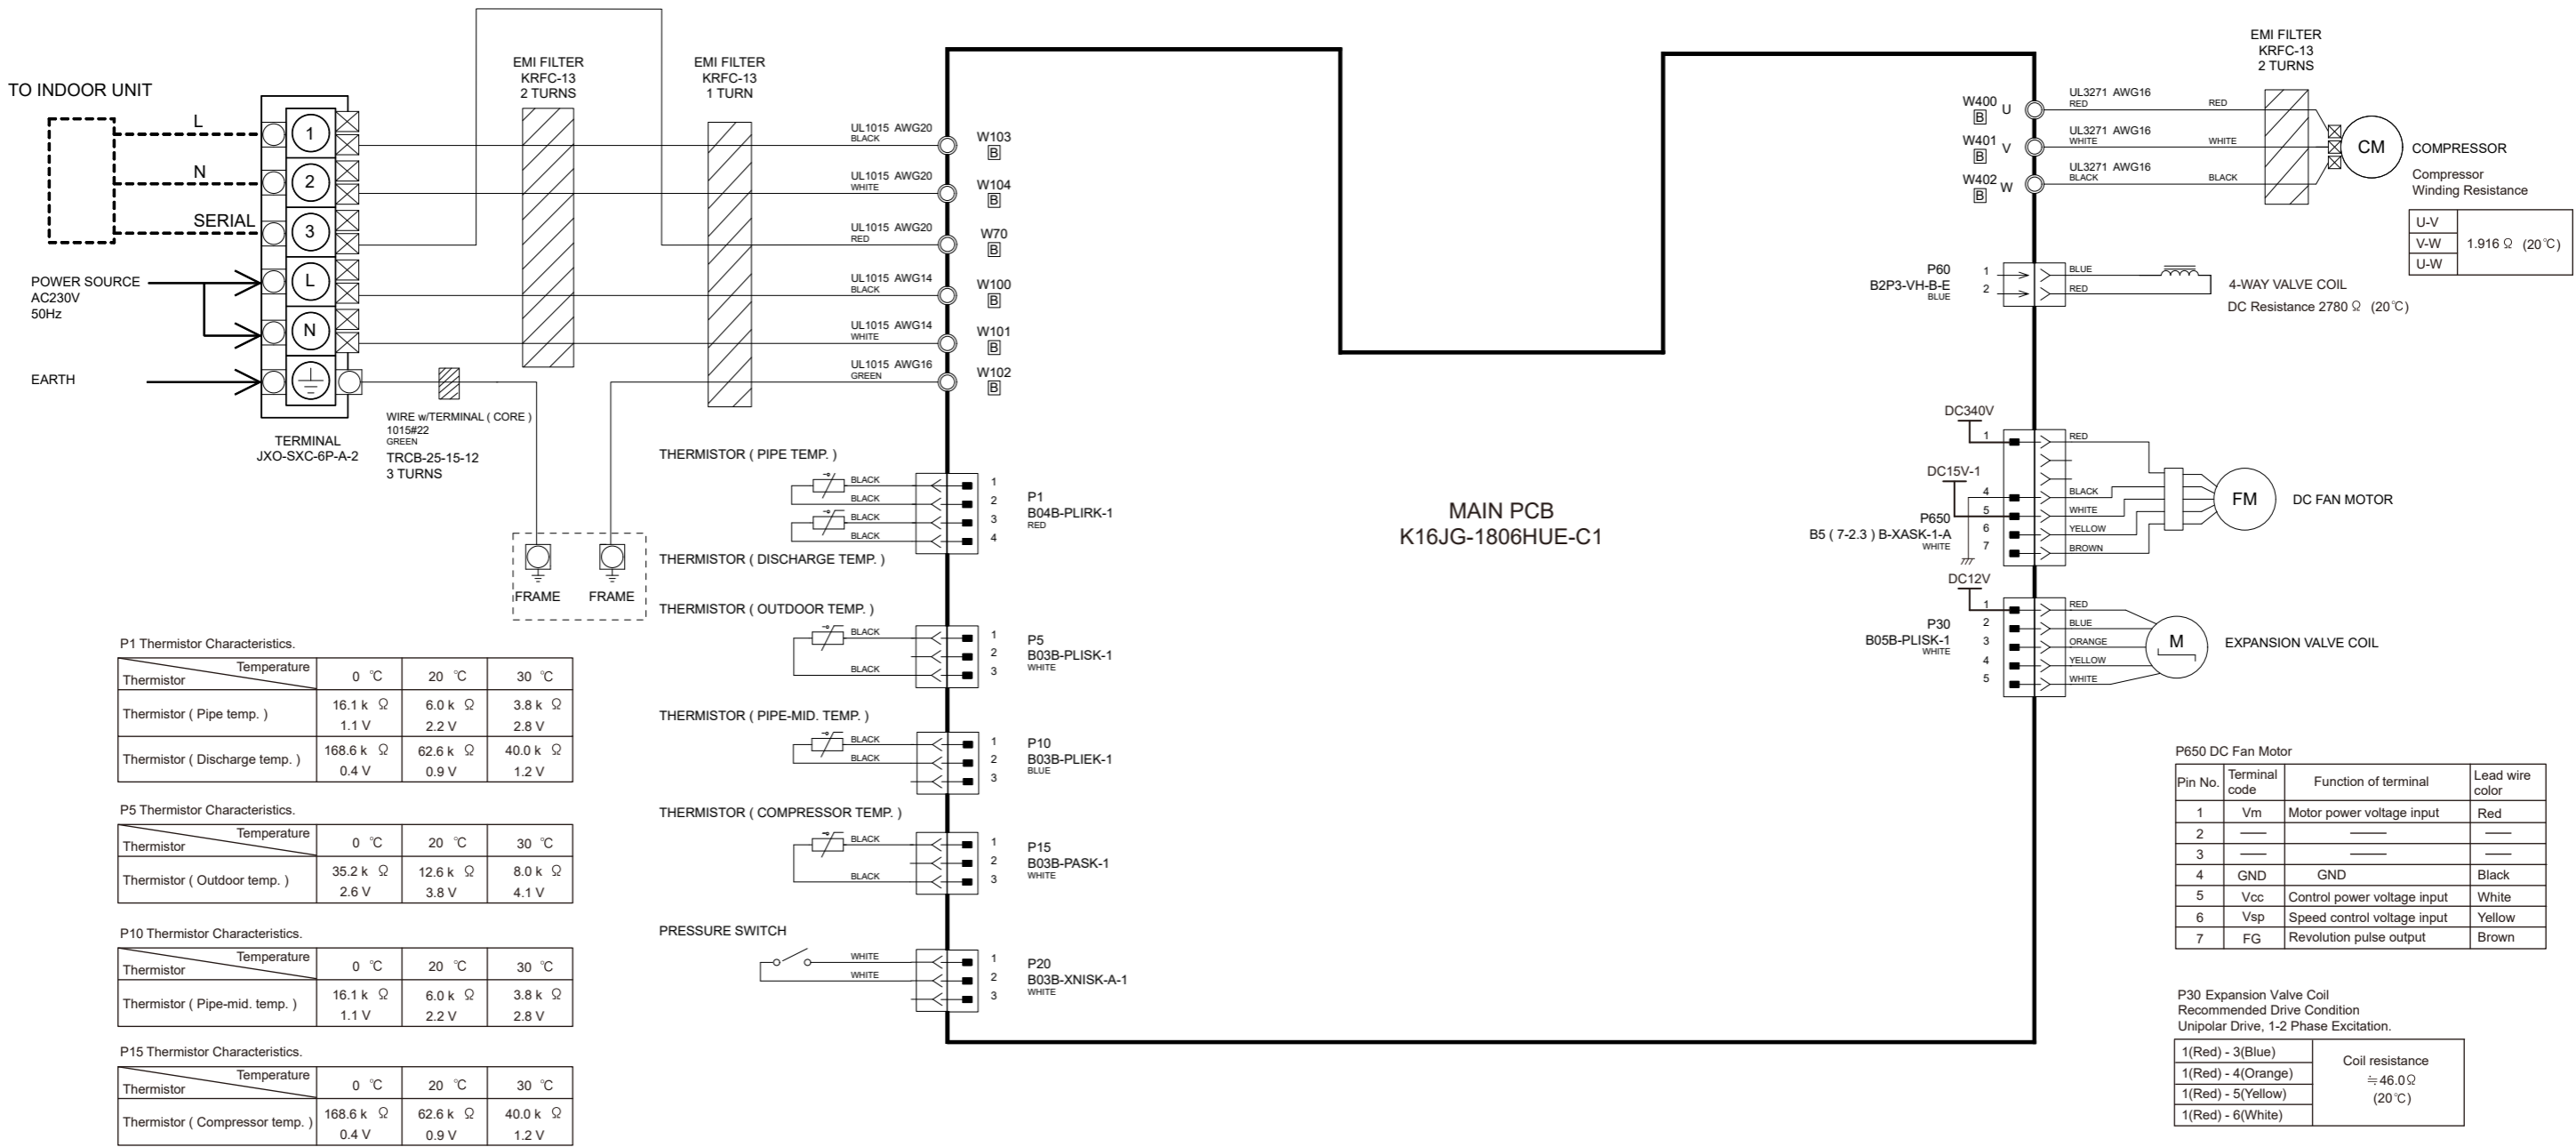 TO INDOOR UNIT
L
N
SERIAL
POWER SOURCE
AC230V
50Hz
EARTH
1
2
3
L
N
TERMINAL
JXO-SXC-6P-A-2
WIRE w/TERMINAL ( CORE )
1015#22
GREEN
TRCB-25-15-12
3 TURNS
EMI FILTER
KRFC-13
2 TURNS
EMI FILTER
KRFC-13
1 TURN
FRAME
FRAME
UL1015 AWG20
BLACK
W103
B
UL1015 AWG20
WHITE
W104
B
UL1015 AWG20
RED
W70
B
UL1015 AWG14
BLACK
W100
B
UL1015 AWG14
WHITE
W101
B
UL1015 AWG16
GREEN
W102
B
THERMISTOR ( PIPE TEMP. )
BLACK
BLACK
BLACK
BLACK
1
2
3
4
P1
B04B-PLIRK-1
RED
THERMISTOR ( DISCHARGE TEMP. )
THERMISTOR ( OUTDOOR TEMP. )
BLACK
BLACK
1
2
3
P5
B03B-PLISK-1
WHITE
THERMISTOR ( PIPE-MID. TEMP. )
BLACK
BLACK
1
2
3
P10
B03B-PLIEK-1
BLUE
THERMISTOR ( COMPRESSOR TEMP. )
BLACK
BLACK
1
2
3
P15
B03B-PASK-1
WHITE
PRESSURE SWITCH
WHITE
WHITE
1
2
3
P20
B03B-XNISK-A-1
WHITE
MAIN PCB
K16JG-1806HUE-C1
EMI FILTER
KRFC-13
2 TURNS
W400 U
B
UL3271 AWG16
RED RED
W401 V
B
UL3271 AWG16
WHITE WHITE
W402 W
B
UL3271 AWG16
BLACK BLACK
CM
COMPRESSOR
Compressor
Winding Resistance
U-V
V-W 1.916 Ω (20℃)
U-W
P60
B2P3-VH-B-E
BLUE
1
2
BLUE
RED
4-WAY VALVE COIL
DC Resistance 2780 Ω (20℃)
DC340V
DC15V-1
1
4
5
6
7
P650
B5 ( 7-2.3 ) B-XASK-1-A
WHITE
RED
BLACK
WHITE
YELLOW
BROWN
FM
DC FAN MOTOR
DC12V
1
2
3
4
5
P30
B05B-PLISK-1
WHITE
RED
BLUE
ORANGE
YELLOW
WHITE
M
EXPANSION VALVE COIL
P1 Thermistor Characteristics.
Temperature
Thermistor 0 ℃ 20 ℃ 30 ℃
Thermistor ( Pipe temp. ) 16.1 k Ω 6.0 k Ω 3.8 k Ω
1.1 V 2.2 V 2.8 V
Thermistor ( Discharge temp. ) 168.6 k Ω 62.6 k Ω 40.0 k Ω
0.4 V 0.9 V 1.2 V
P5 Thermistor Characteristics.
Temperature
Thermistor 0 ℃ 20 ℃ 30 ℃
Thermistor ( Outdoor temp. ) 35.2 k Ω 12.6 k Ω 8.0 k Ω
2.6 V 3.8 V 4.1 V
P10 Thermistor Characteristics.
Temperature
Thermistor 0 ℃ 20 ℃ 30 ℃
Thermistor ( Pipe-mid. temp. ) 16.1 k Ω 6.0 k Ω 3.8 k Ω
1.1 V 2.2 V 2.8 V
P15 Thermistor Characteristics.
Temperature
Thermistor 0 ℃ 20 ℃ 30 ℃
Thermistor ( Compressor temp. ) 168.6 k Ω 62.6 k Ω 40.0 k Ω
0.4 V 0.9 V 1.2 V
P650 DC Fan Motor
Pin No. Terminal code Function of terminal Lead wire color
1 Vm Motor power voltage input Red
2 — — —
3 — — —
4 GND GND Black
5 Vcc Control power voltage input White
6 Vsp Speed control voltage input Yellow
7 FG Revolution pulse output Brown
P30 Expansion Valve Coil
Recommended Drive Condition
Unipolar Drive, 1-2 Phase Excitation.
1(Red) - 3(Blue)
1(Red) - 4(Orange)
1(Red) - 5(Yellow)
1(Red) - 6(White)
Coil resistance
≒46.0Ω
(20℃)